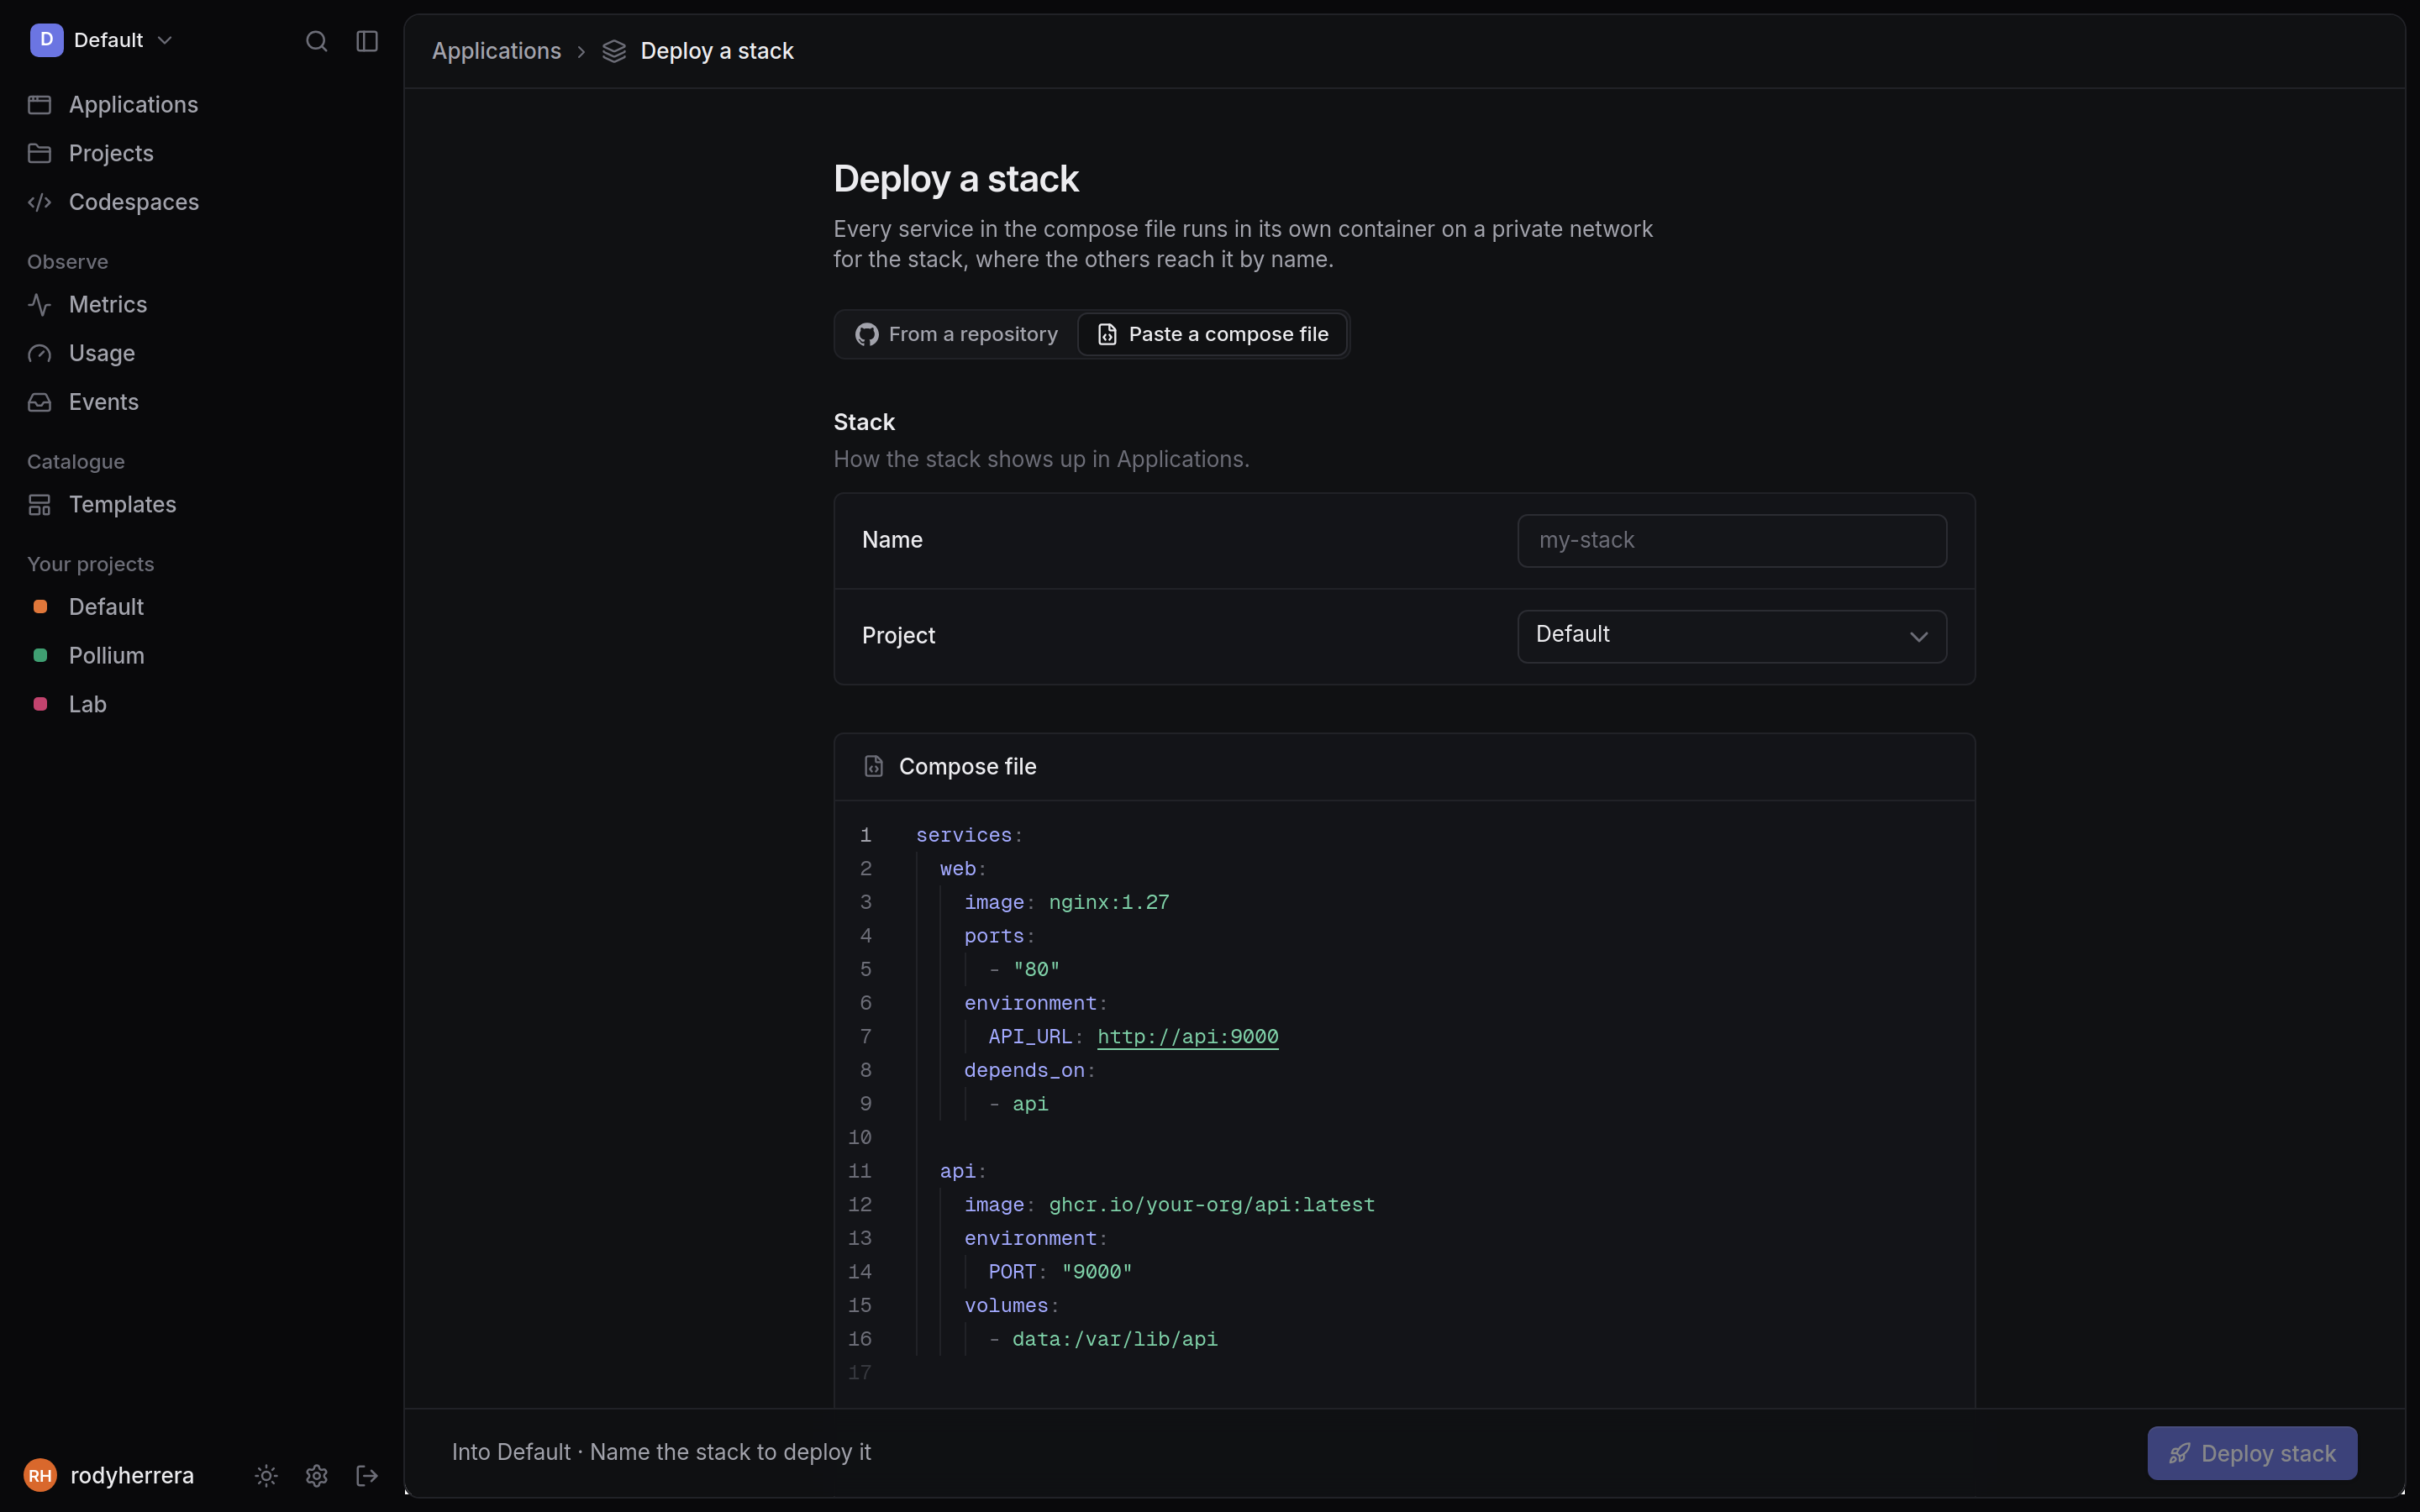 D Default
Applications
Projects
Codespaces
Observe
Metrics
Usage
Events
Catalogue
Templates
Your projects
Default
Pollium
Lab
RH rodyherrera
Applications > Deploy a stack
Deploy a stack
Every service in the compose file runs in its own container on a private network
for the stack, where the others reach it by name.
From a repository Paste a compose file
Stack
How the stack shows up in Applications.
Name my-stack
Project Default
Compose file
1 services:
2   web:
3     image: nginx:1.27
4     ports:
5       - "80"
6     environment:
7       API_URL: http://api:9000
8     depends_on:
9       - api
10
11   api:
12     image: ghcr.io/your-org/api:latest
13     environment:
14       PORT: "9000"
15     volumes:
16       - data:/var/lib/api
17
Into Default · Name the stack to deploy it
Deploy stack